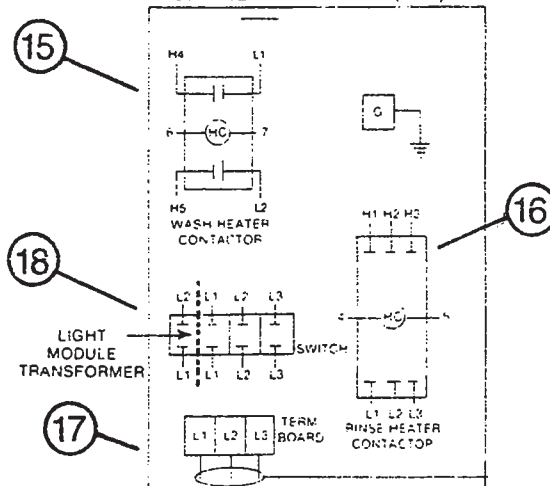 15
H4 L1
6 HC 7
H5 L2
WASH HEATER
CONTACTOR
G
16
H1 H2 H3
4 HC 5
L1 L2 L3
RINSE HEATER
CONTACTOR
18
L2 L1 L2 L3
LIGHT
MODULE
TRANSFORMER
SWITCH
L1 L1 L2 L3
17
L1 L2 L3
TERM
BOARD